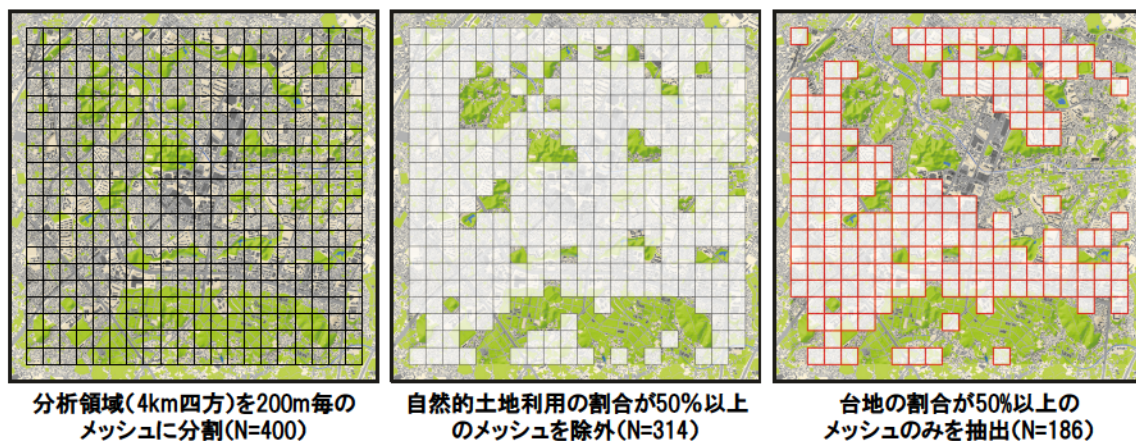 分析領域(4km四方)を200m毎の
メッシュに分割(N=400)
自然的土地利用の割合が50%以上
のメッシュを除外(N=314)
台地の割合が50%以上の
メッシュのみを抽出(N=186)